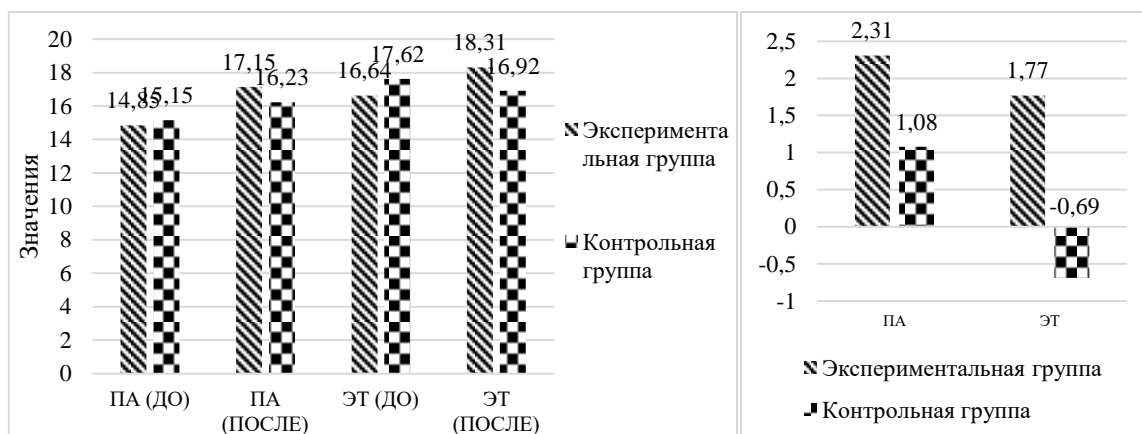 20
18
16
14
12
10
8
6
4
2
0
Значения
14,85
15,15
17,15
16,23
16,64
17,62
18,31
16,92
ПА (ДО)
ПА
(ПОСЛЕ)
ЭТ (ДО)
ЭТ
(ПОСЛЕ)
Эксперимента
льная группа
Контрольная
группа
2,5
2
1,5
1
0,5
0
-0,5
-1
2,31
1,08
1,77
-0,69
ПА
ЭТ
Экспериментальная группа
Контрольная группа